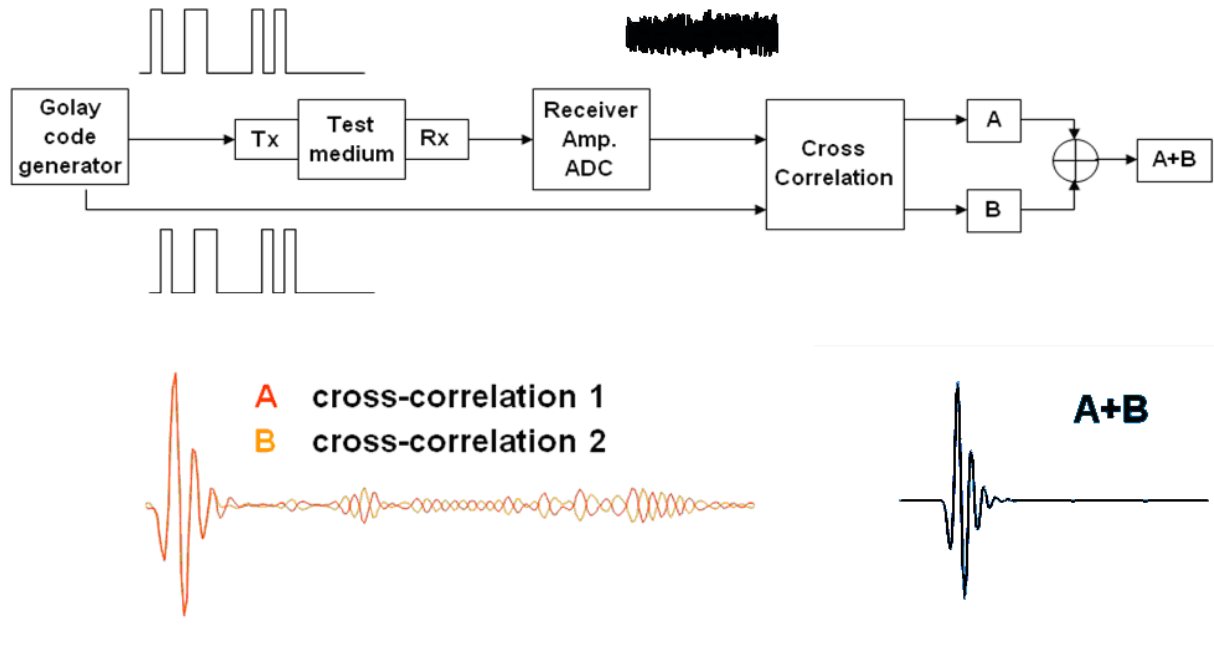 Golay
code
generator
Tx
Test
medium
Rx
Receiver
Amp.
ADC
Cross
Correlation
A
B
A+B
A cross-correlation 1
B cross-correlation 2
A+B